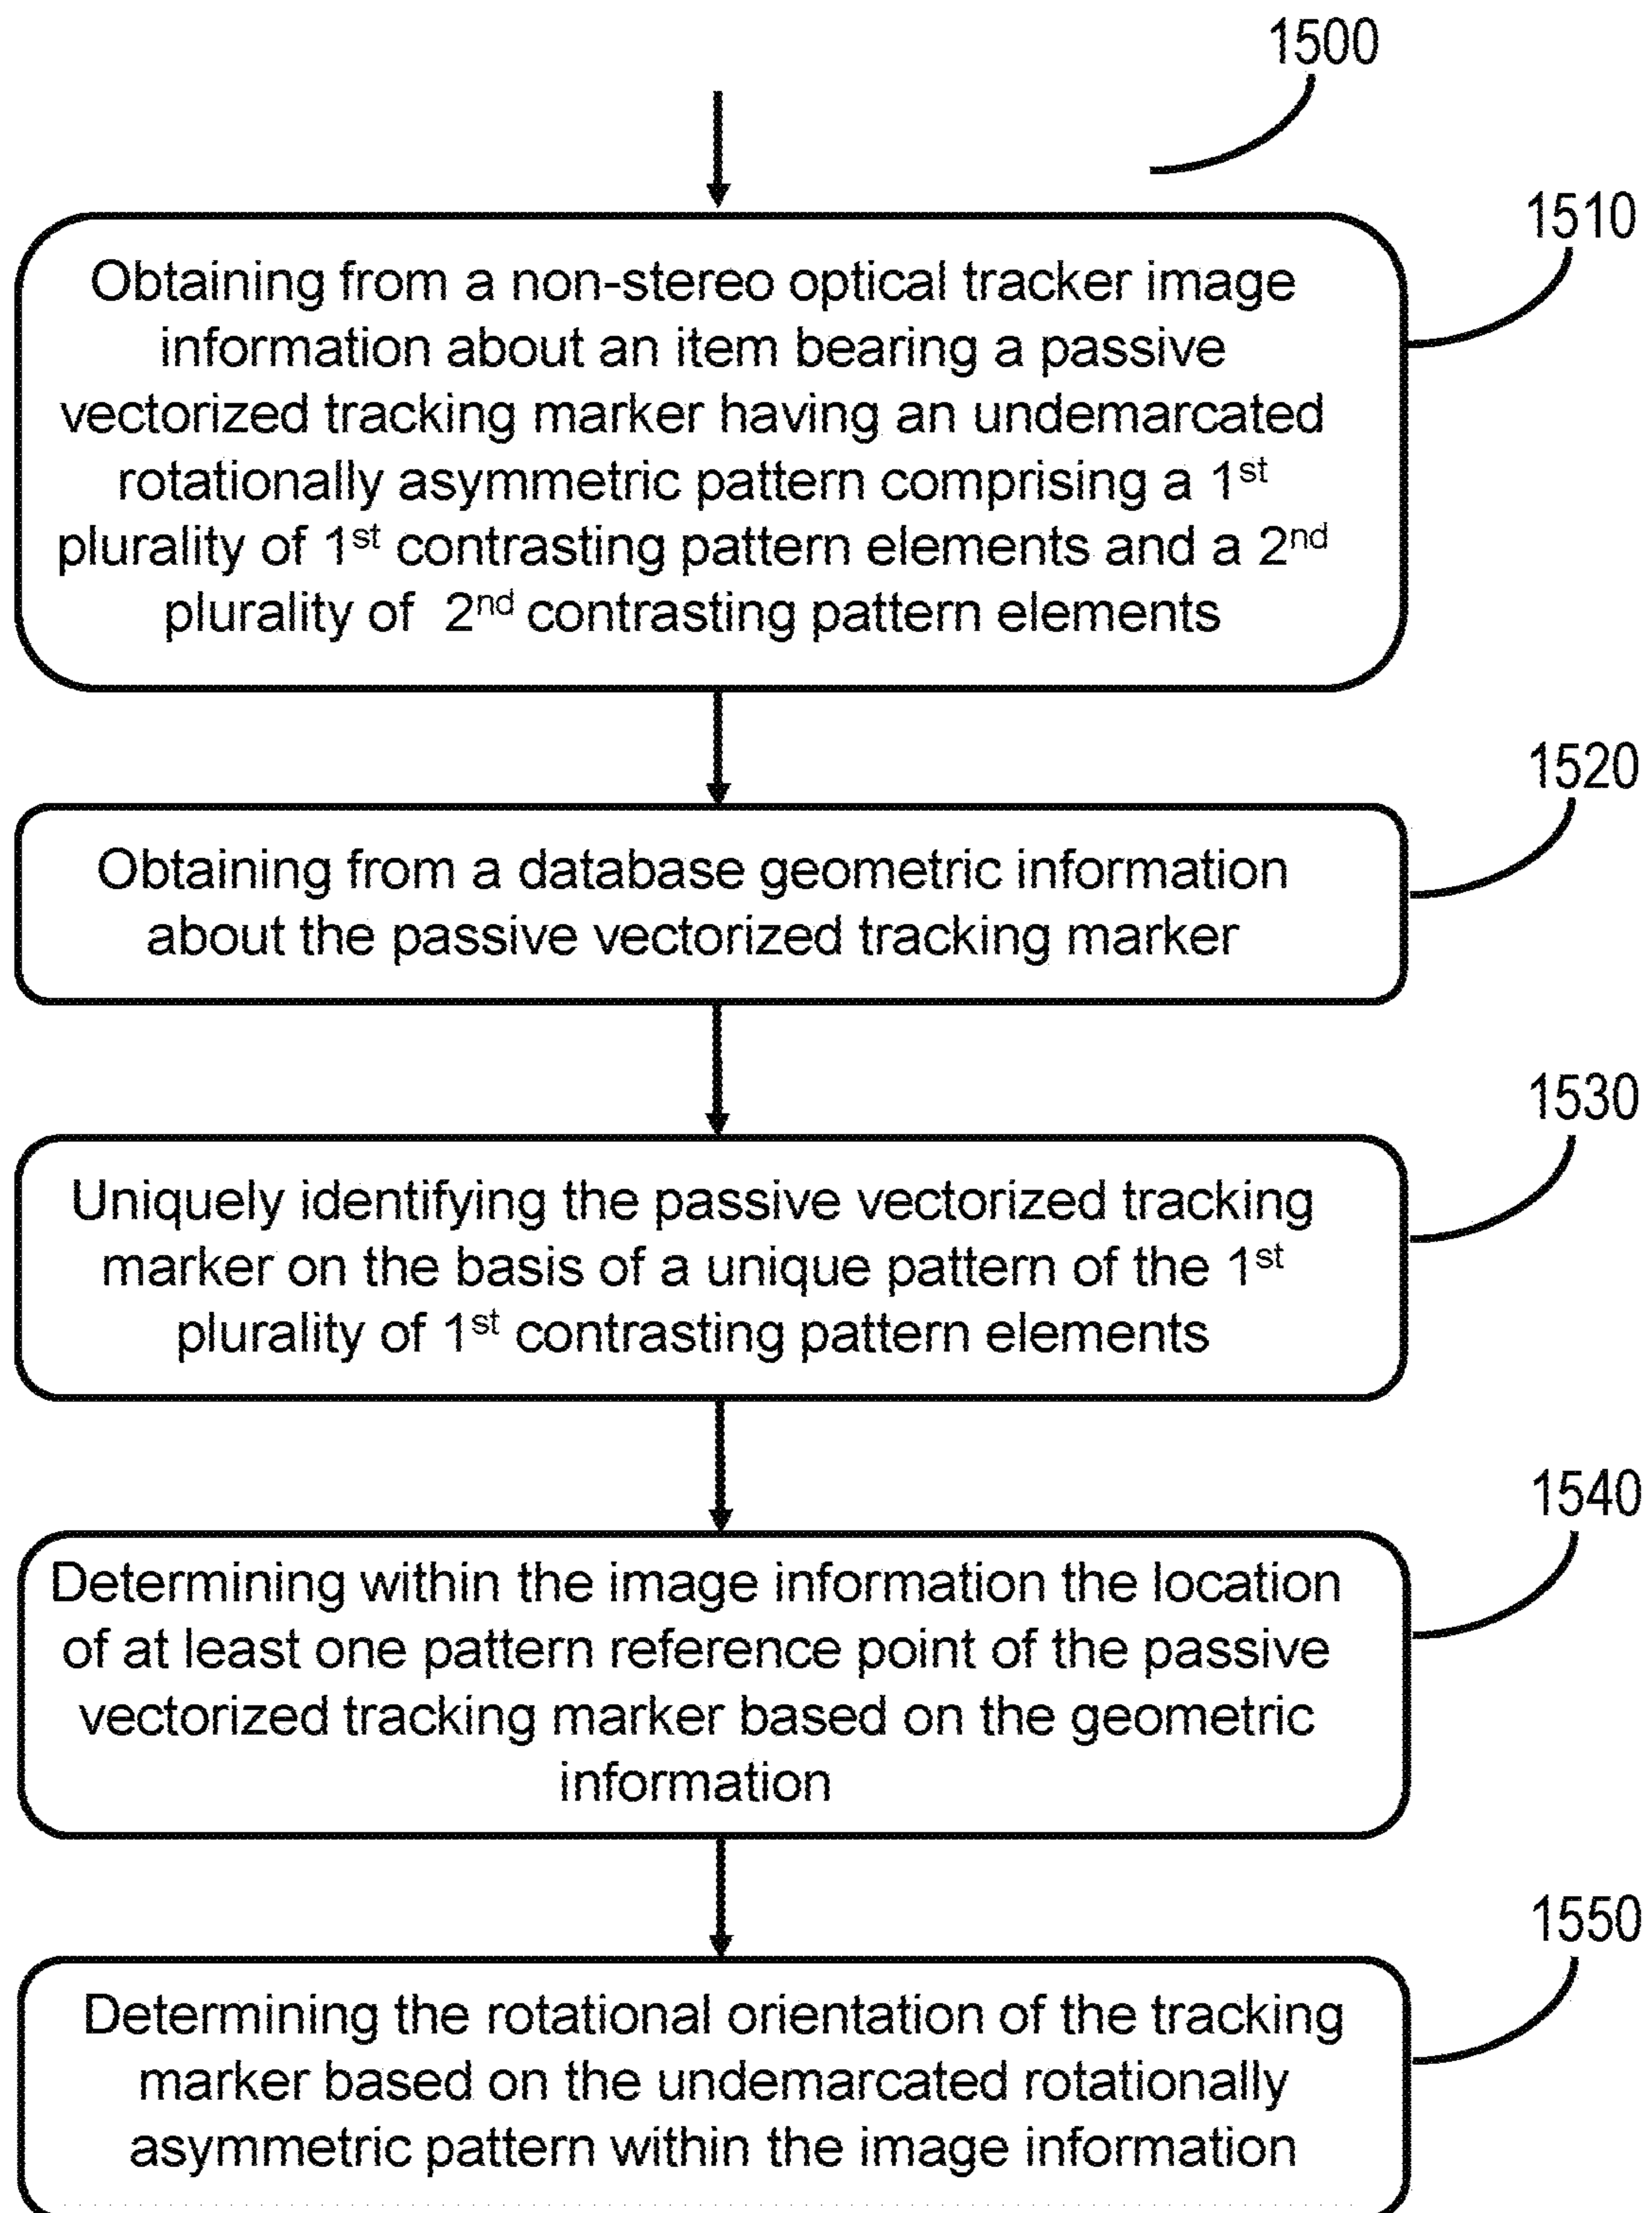 1500
1510
Obtaining from a non-stereo optical tracker image
information about an item bearing a passive
vectorized tracking marker having an undemarcated
rotationally asymmetric pattern comprising a 1st
plurality of 1st contrasting pattern elements and a 2nd
plurality of 2nd contrasting pattern elements
1520
Obtaining from a database geometric information
about the passive vectorized tracking marker
1530
Uniquely identifying the passive vectorized tracking
marker on the basis of a unique pattern of the 1st
plurality of 1st contrasting pattern elements
1540
Determining within the image information the location
of at least one pattern reference point of the passive
vectorized tracking marker based on the geometric
information
1550
Determining the rotational orientation of the tracking
marker based on the undemarcated rotationally
asymmetric pattern within the image information